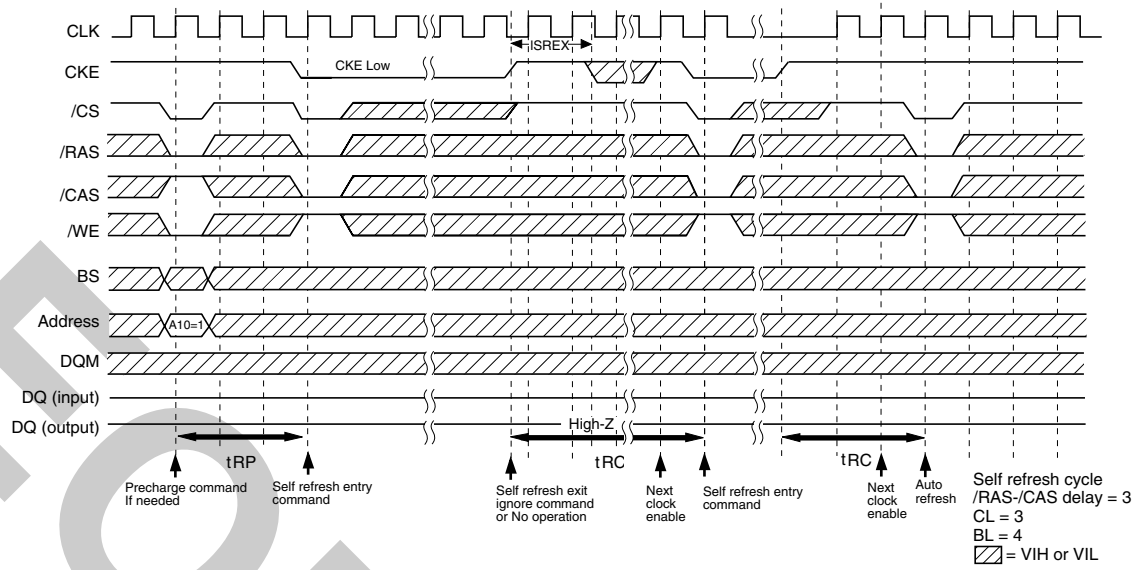 CLK
ISREX
CKE
CKE Low
/CS
/RAS
/CAS
/WE
BS
Address
A10=1
DQM
DQ (input)
DQ (output)
High-Z
tRP
tRC
tRC
Precharge command
If needed
Self refresh entry
command
Self refresh exit
ignore command
or No operation
Next
clock
enable
Self refresh entry
command
Next
clock
enable
Auto
refresh
Self refresh cycle
/RAS-/CAS delay = 3
CL = 3
BL = 4
= VIH or VIL